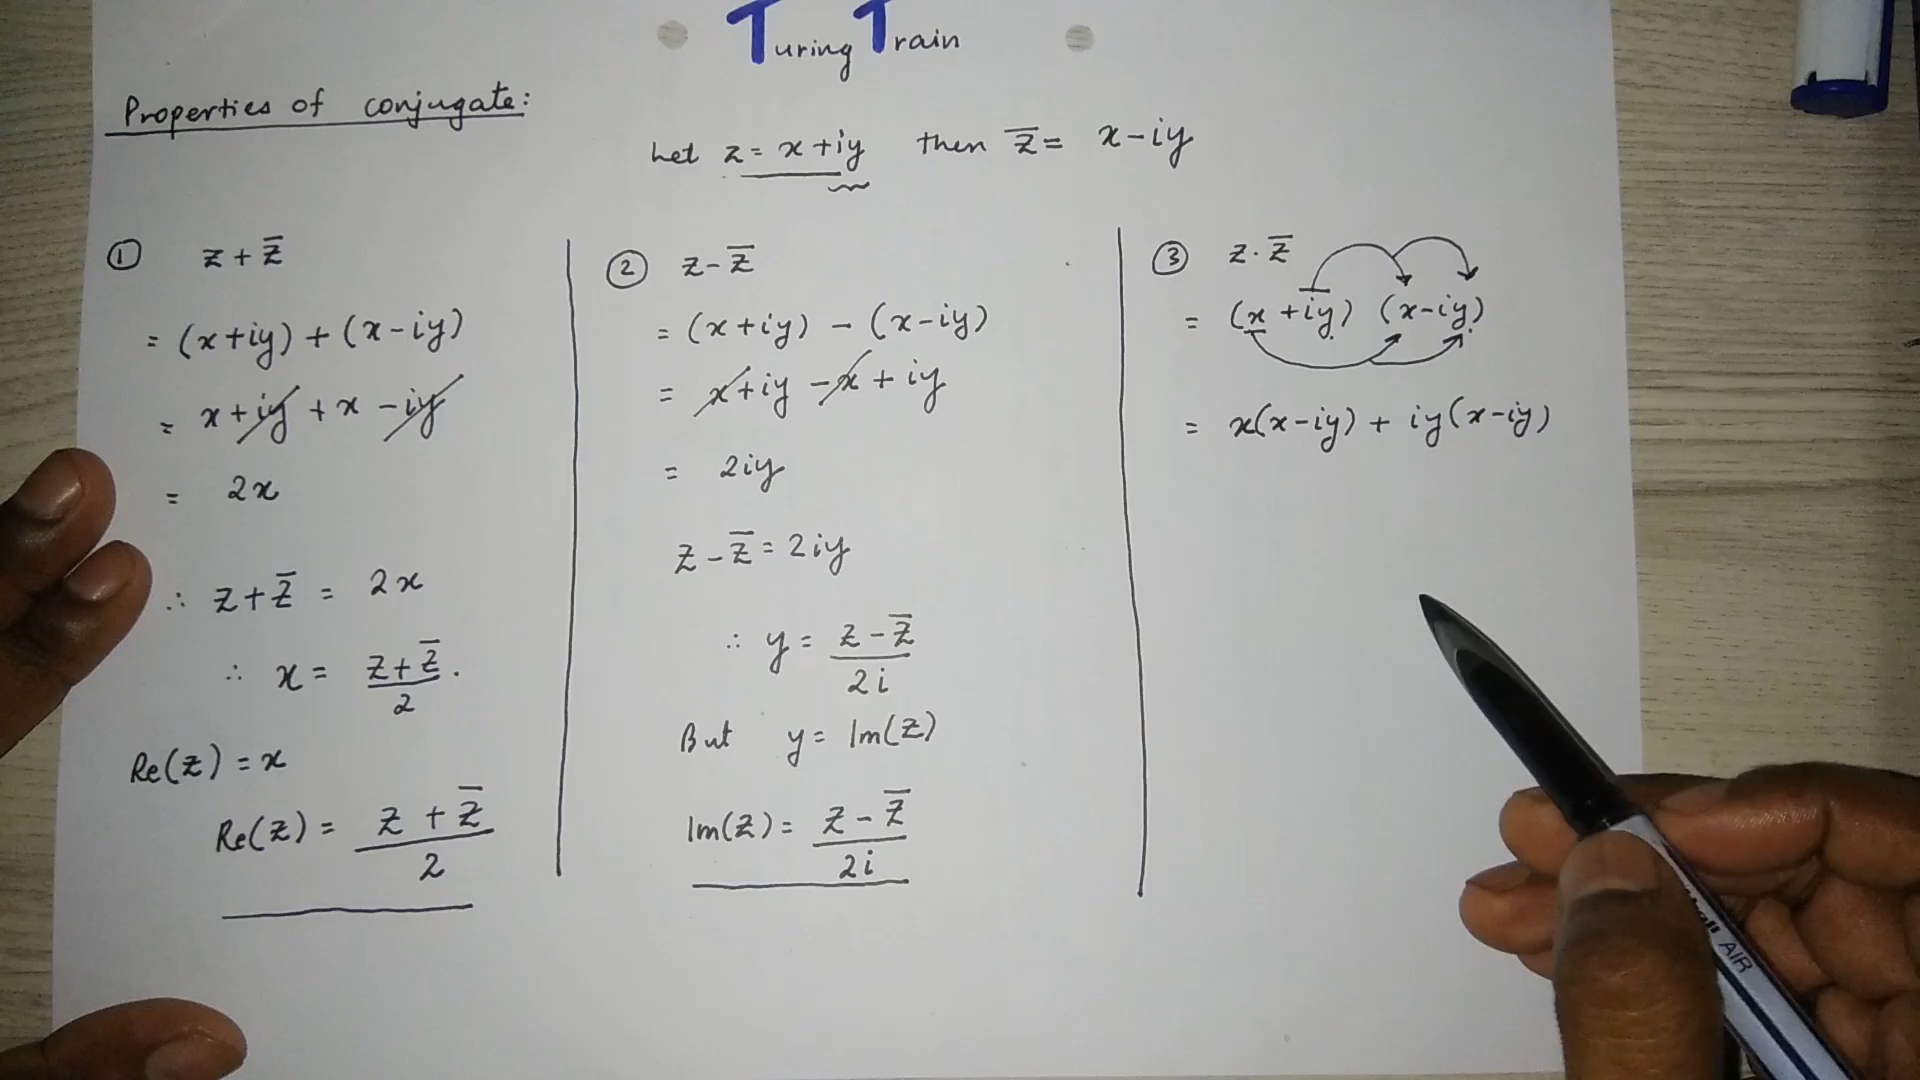 Turing Train
Properties of conjugate:
Let z = x + iy then z̅ = x - iy
① z + z̅
= (x+iy) + (x-iy)
= x + iy + x - iy
= 2x
∴ z + z̅ = 2x
∴ x = (z + z̅)/2 .
Re(z) = x
Re(z) = (z + z̅)/2
② z - z̅
= (x+iy) - (x-iy)
= x + iy - x + iy
= 2iy
z - z̅ = 2iy
∴ y = (z - z̅)/2i
But y = Im(z)
Im(z) = (z - z̅)/2i
③ z · z̅
= (x + iy) (x-iy)
= x(x-iy) + iy(x-iy)
AIR